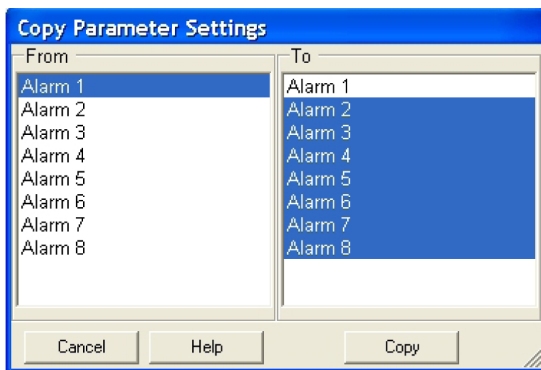 Copy Parameter Settings
From
Alarm 1
Alarm 2
Alarm 3
Alarm 4
Alarm 5
Alarm 6
Alarm 7
Alarm 8
To
Alarm 1
Alarm 2
Alarm 3
Alarm 4
Alarm 5
Alarm 6
Alarm 7
Alarm 8
Cancel
Help
Copy